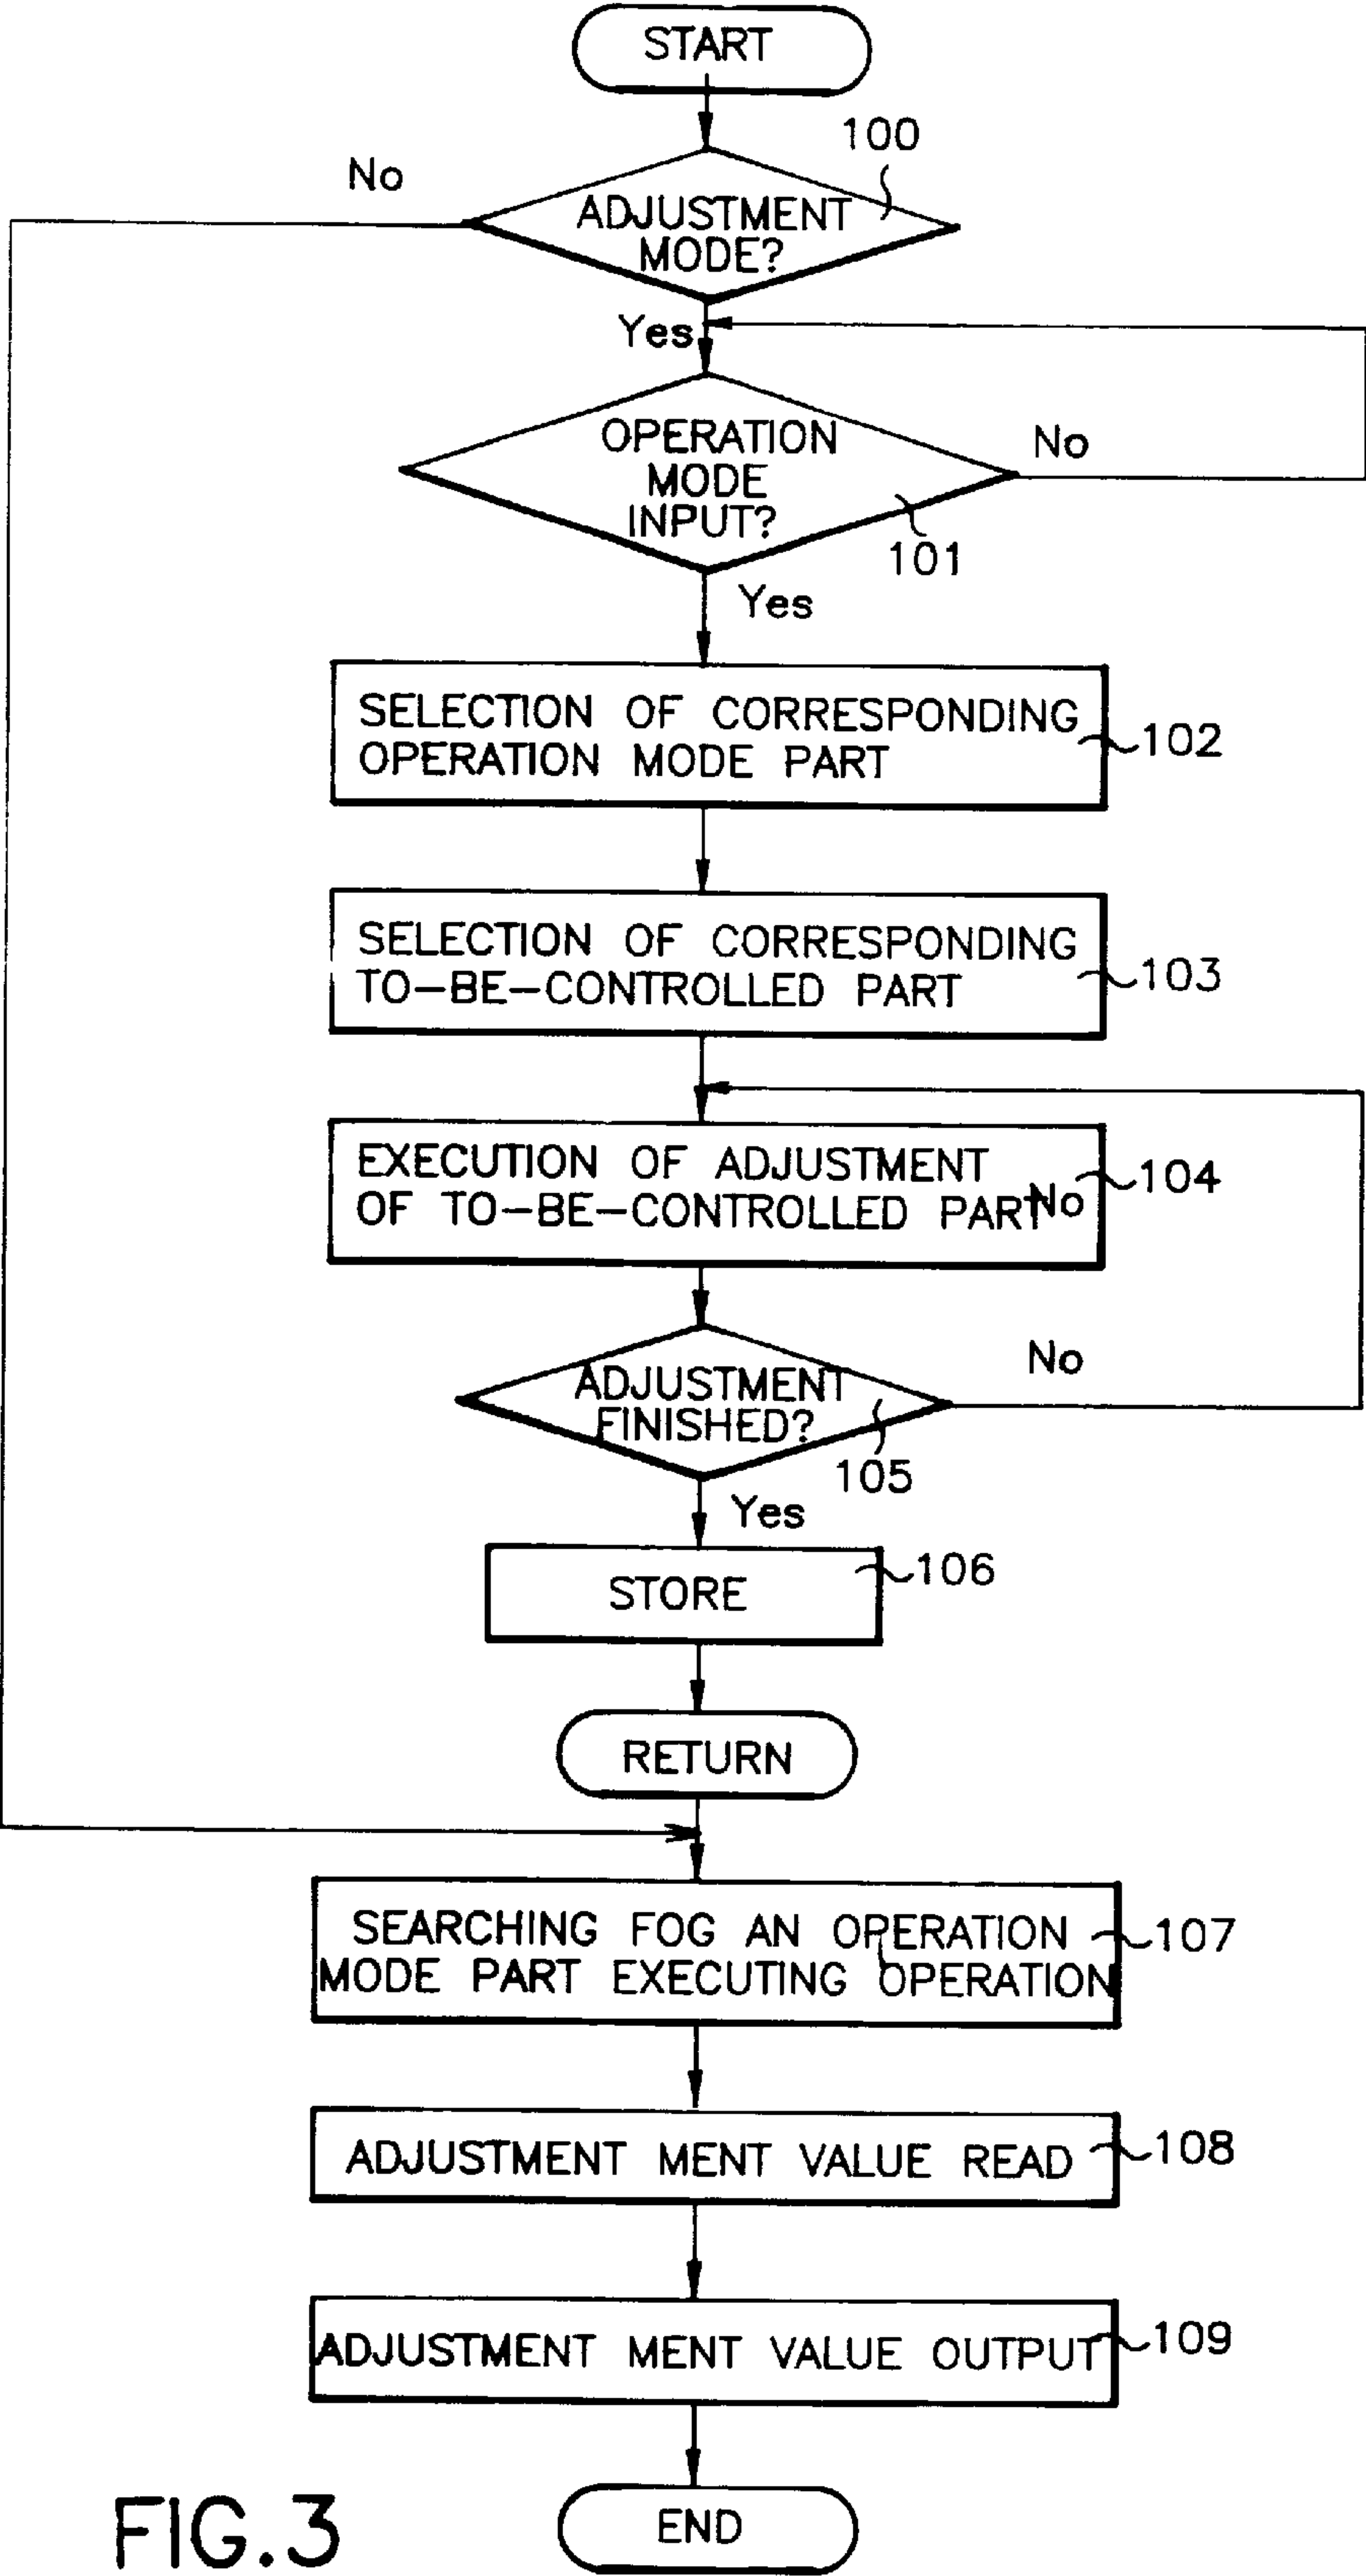 START
100
No
ADJUSTMENT
MODE?
Yes
OPERATION
MODE
INPUT?
No
101
Yes
SELECTION OF CORRESPONDING
OPERATION MODE PART
102
SELECTION OF CORRESPONDING
TO-BE-CONTROLLED PART
103
EXECUTION OF ADJUSTMENT
OF TO-BE-CONTROLLED PART
No
104
ADJUSTMENT
FINISHED?
No
105
Yes
STORE
106
RETURN
SEARCHING FOG AN OPERATION
MODE PART EXECUTING OPERATION
107
ADJUSTMENT MENT VALUE READ
108
ADJUSTMENT MENT VALUE OUTPUT
109
END
FIG.3